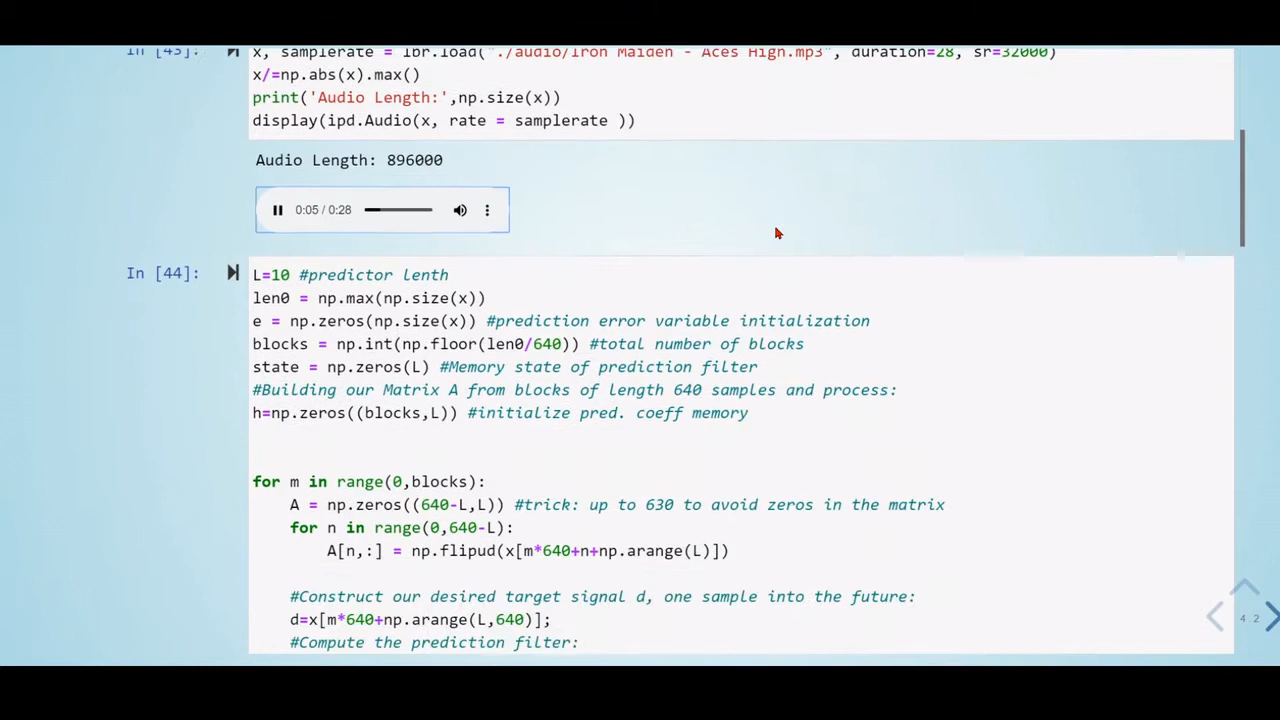 In [43]:
x, samplerate = lbr.load("./audio/Iron Maiden - Aces High.mp3", duration=28, sr=32000)
x/=np.abs(x).max()
print('Audio Length:',np.size(x))
display(ipd.Audio(x, rate = samplerate ))
Audio Length: 896000
0:05 / 0:28
In [44]:
L=10 #predictor lenth
len0 = np.max(np.size(x))
e = np.zeros(np.size(x)) #prediction error variable initialization
blocks = np.int(np.floor(len0/640)) #total number of blocks
state = np.zeros(L) #Memory state of prediction filter
#Building our Matrix A from blocks of length 640 samples and process:
h=np.zeros((blocks,L)) #initialize pred. coeff memory
for m in range(0,blocks):
A = np.zeros((640-L,L)) #trick: up to 630 to avoid zeros in the matrix
for n in range(0,640-L):
A[n,:] = np.flipud(x[m*640+n+np.arange(L)])
#Construct our desired target signal d, one sample into the future:
d=x[m*640+np.arange(L,640)];
#Compute the prediction filter:
4.2